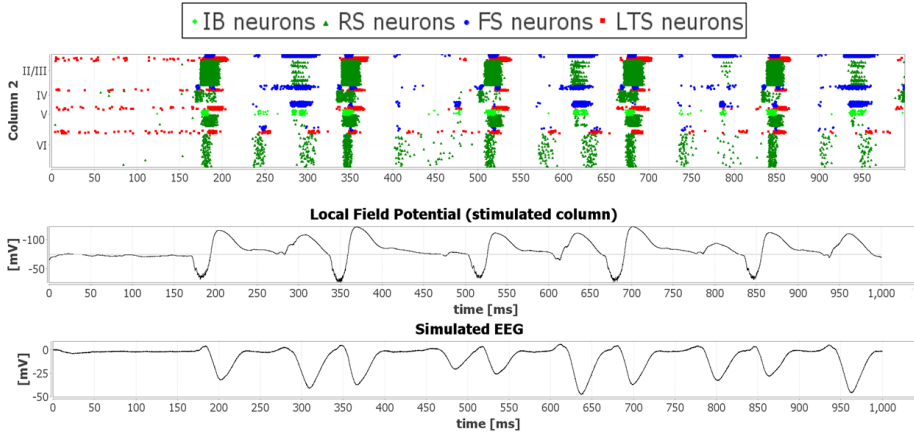 IB neurons RS neurons FS neurons LTS neurons
Column 2
II/III
IV
V
VI
0 50 100 150 200 250 300 350 400 450 500 550 600 650 700 750 800 850 900 950
Local Field Potential (stimulated column)
[mV]
-100
-50
0 50 100 150 200 250 300 350 400 450 500 550 600 650 700 750 800 850 900 950 1,000
time [ms]
Simulated EEG
[mV]
0
-25
-50
0 50 100 150 200 250 300 350 400 450 500 550 600 650 700 750 800 850 900 950 1,000
time [ms]